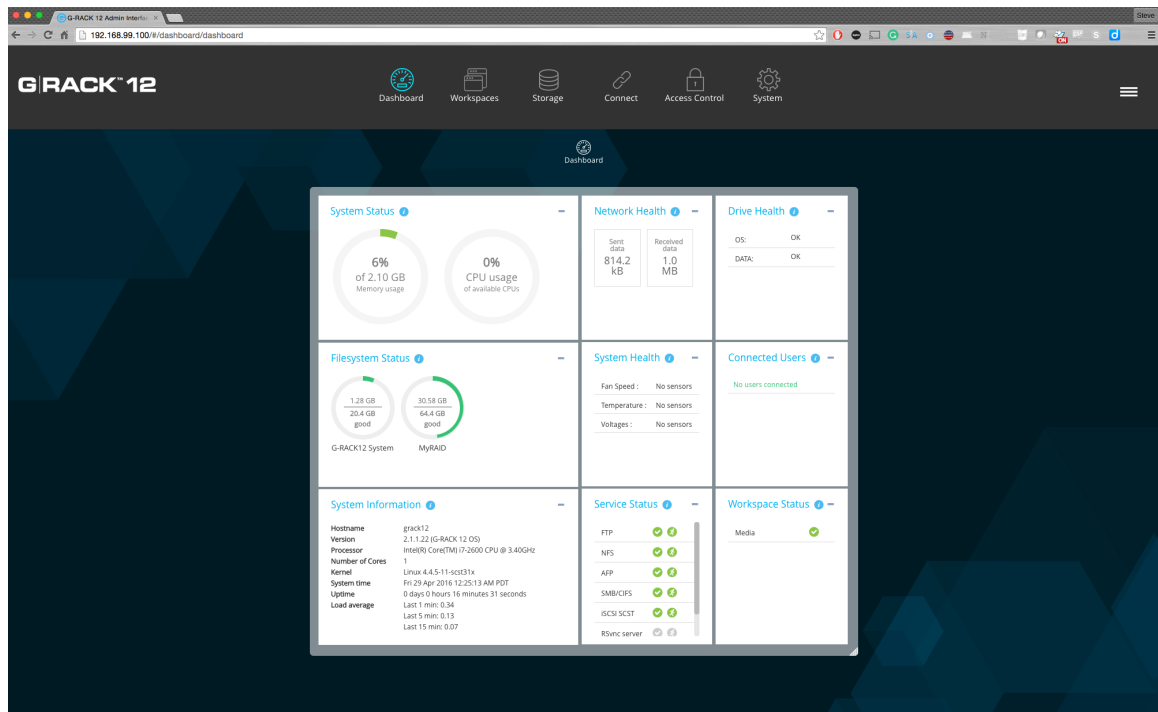 G-RACK 12 Admin Interfac
Steve
192.168.99.100/#/dashboard/dashboard
G|RACK™ 12
Dashboard
Workspaces
Storage
Connect
Access Control
System
Dashboard
System Status
6%
of 2.10 GB
Memory usage
0%
CPU usage
of available CPUs
Network Health
Sent
data
814.2
kB
Received
data
1.0
MB
Drive Health
OS: OK
DATA: OK
Filesystem Status
1.28 GB
20.4 GB
good
G-RACK12 System
30.58 GB
64.4 GB
good
MyRAID
System Health
Fan Speed : No sensors
Temperature : No sensors
Voltages : No sensors
Connected Users
No users connected
System Information
Hostname grack12
Version 2.1.1.22 (G-RACK 12 OS)
Processor Intel(R) Core(TM) i7-2600 CPU @ 3.40GHz
Number of Cores 1
Kernel Linux 4.4.5-11-scst31x
System time Fri 29 Apr 2016 12:25:13 AM PDT
Uptime 0 days 0 hours 16 minutes 31 seconds
Load average Last 1 min: 0.34
Last 5 min: 0.13
Last 15 min: 0.07
Service Status
FTP
NFS
AFP
SMB/CIFS
iSCSI SCST
RSync server
Workspace Status
Media